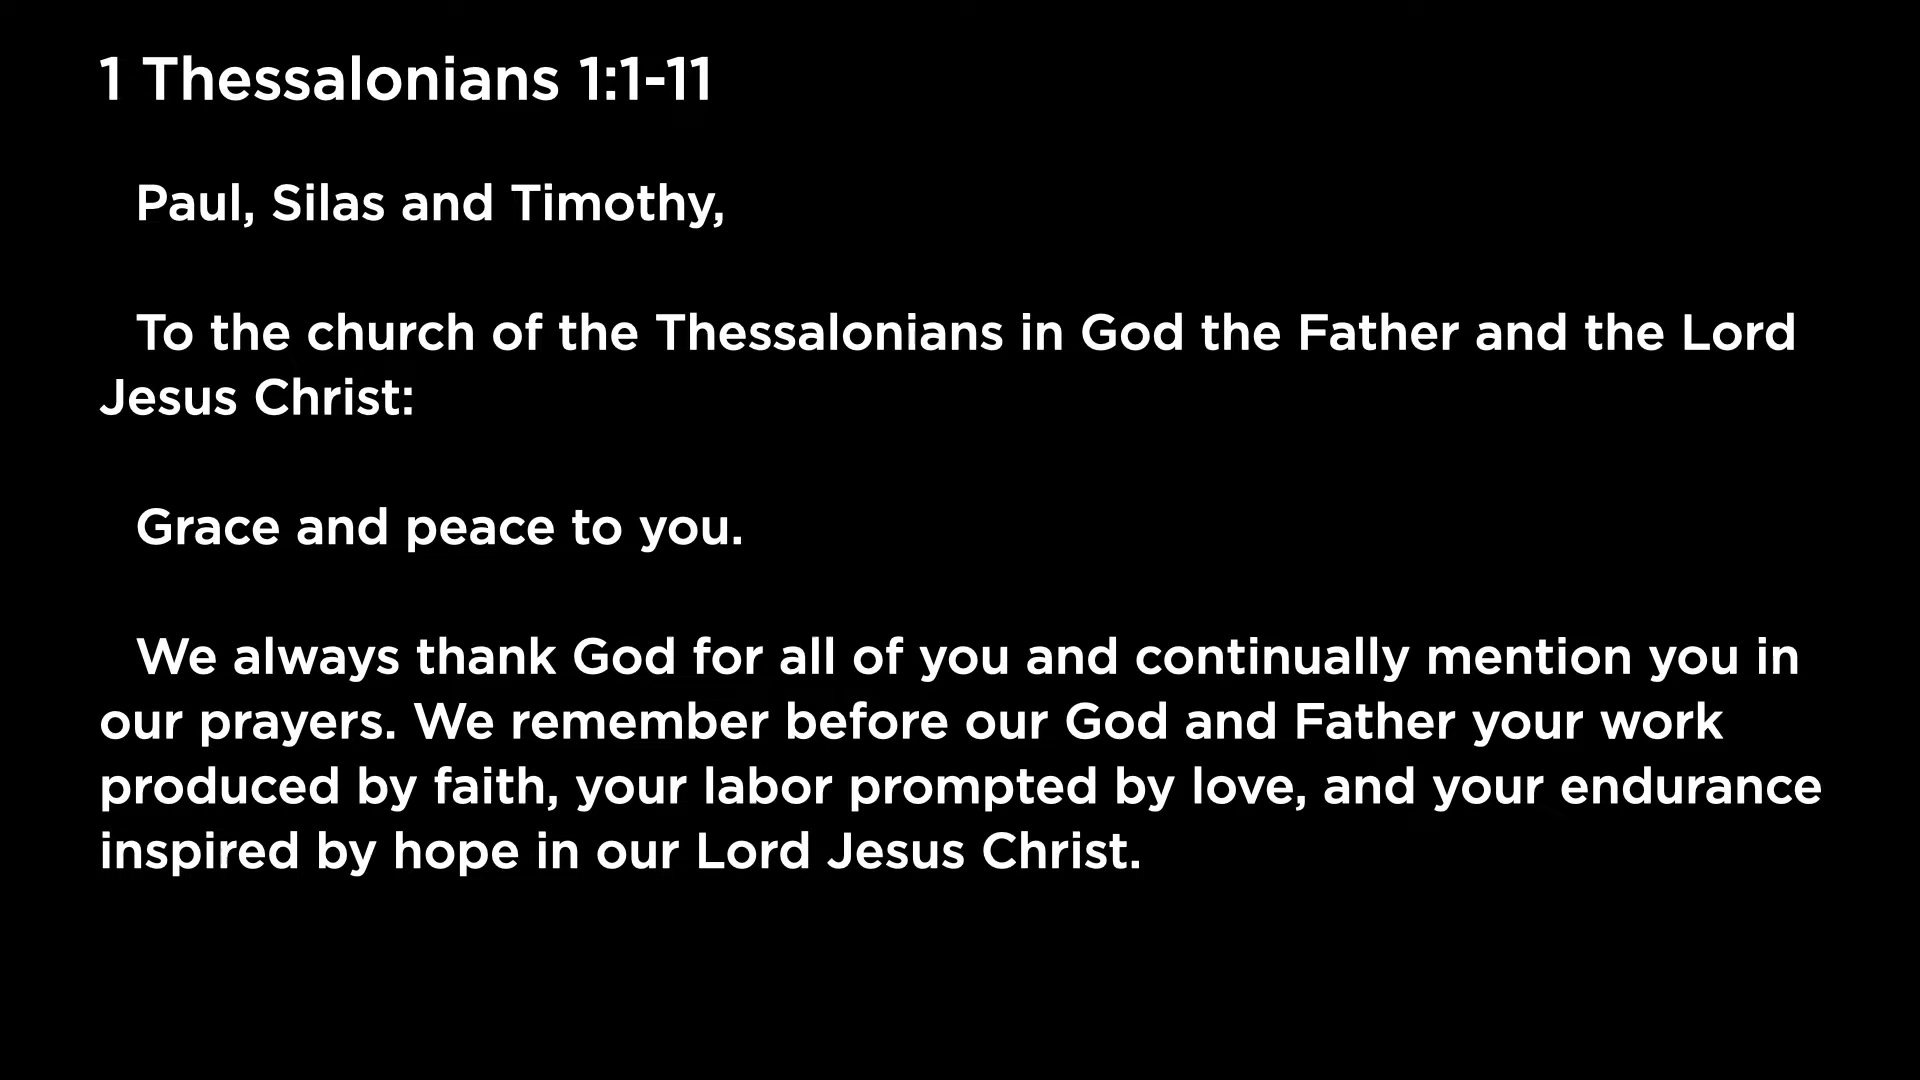 1 Thessalonians 1:1-11
Paul, Silas and Timothy,
To the church of the Thessalonians in God the Father and the Lord
Jesus Christ:
Grace and peace to you.
We always thank God for all of you and continually mention you in
our prayers. We remember before our God and Father your work
produced by faith, your labor prompted by love, and your endurance
inspired by hope in our Lord Jesus Christ.